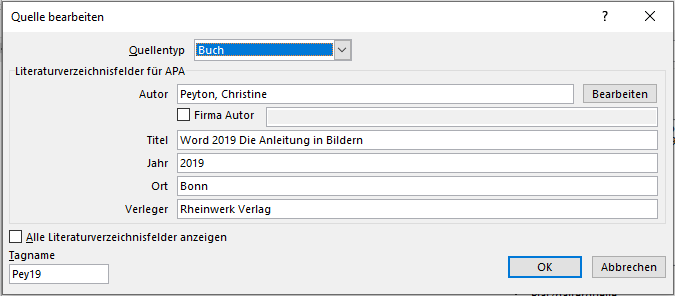 Quelle bearbeiten
? ×
Quellentyp Buch
Literaturverzeichnisfelder für APA
Autor Peyton, Christine Bearbeiten
Firma Autor
Titel Word 2019 Die Anleitung in Bildern
Jahr 2019
Ort Bonn
Verleger Rheinwerk Verlag
Alle Literaturverzeichnisfelder anzeigen
Tagname
Pey19 OK Abbrechen